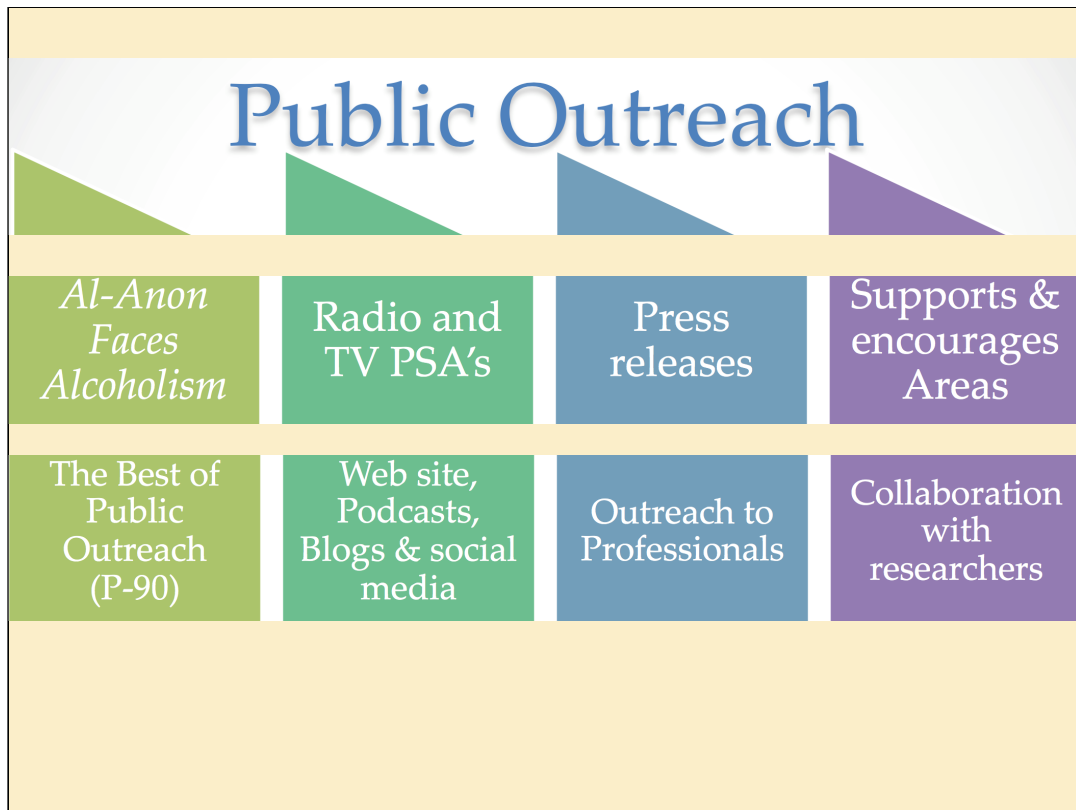 Public Outreach
Al-Anon
Faces
Alcoholism
Radio and
TV PSA’s
Press
releases
Supports &
encourages
Areas
The Best of
Public
Outreach
(P-90)
Web site,
Podcasts,
Blogs & social
media
Outreach to
Professionals
Collaboration
with
researchers